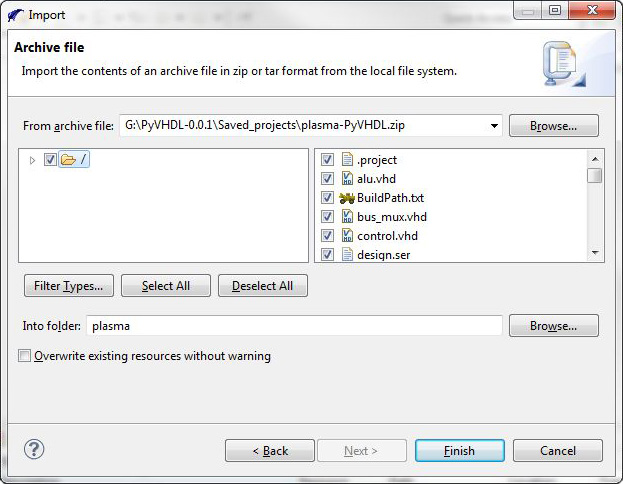 Import
Archive file
Import the contents of an archive file in zip or tar format from the local file system.
From archive file: G:\PyVHDL-0.0.1\Saved_projects\plasma-PyVHDL.zip Browse...
/
.project
alu.vhd
BuildPath.txt
bus_mux.vhd
control.vhd
design.ser
Filter Types... Select All Deselect All
Into folder: plasma Browse...
Overwrite existing resources without warning
? < Back Next > Finish Cancel